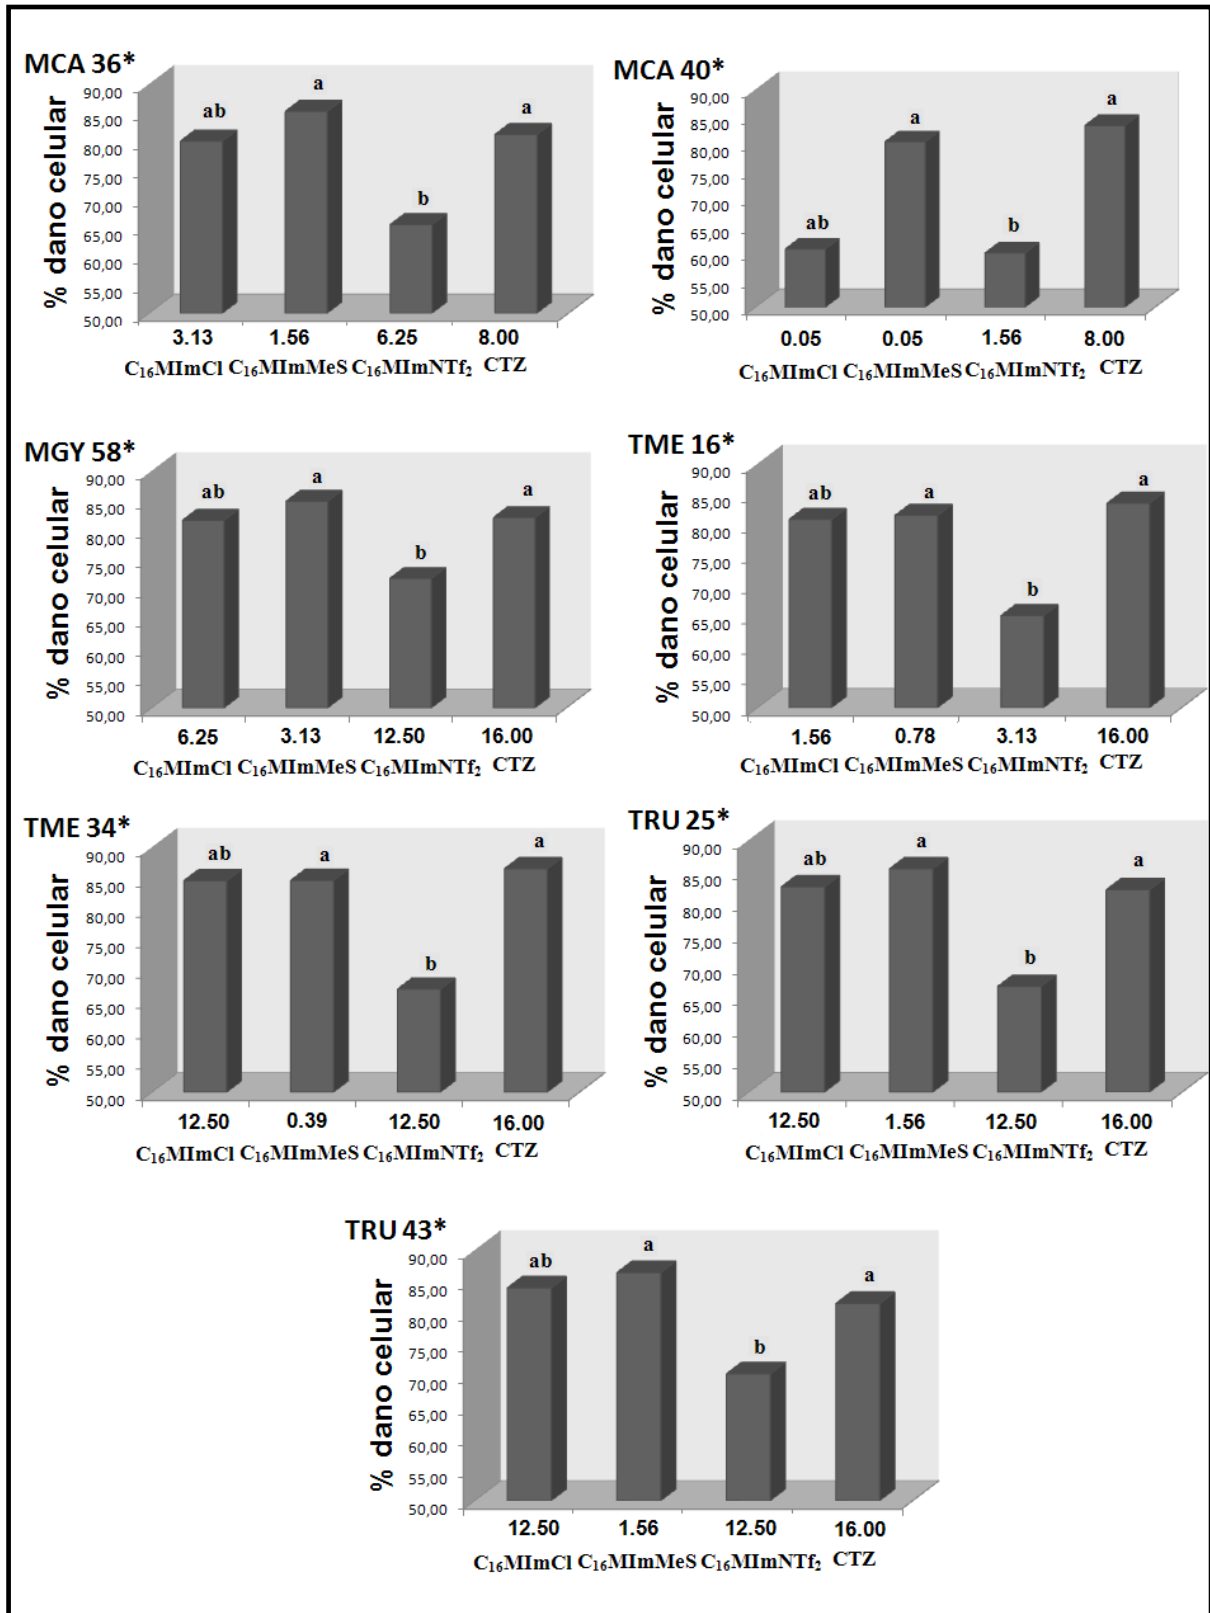 MCA 36*
% dano celular
90,00
85,00
80,00
75,00
70,00
65,00
60,00
55,00
50,00
ab
a
b
a
3.13 1.56 6.25 8.00
C₁₆MImCl C₁₆MImMeS C₁₆MImNTf₂ CTZ
MCA 40*
% dano celular
90,00
85,00
80,00
75,00
70,00
65,00
60,00
55,00
50,00
ab
a
b
a
0.05 0.05 1.56 8.00
C₁₆MImCl C₁₆MImMeS C₁₆MImNTf₂ CTZ
MGY 58*
% dano celular
90,00
85,00
80,00
75,00
70,00
65,00
60,00
55,00
50,00
ab
a
b
a
6.25 3.13 12.50 16.00
C₁₆MImCl C₁₆MImMeS C₁₆MImNTf₂ CTZ
TME 16*
% dano celular
90,00
85,00
80,00
75,00
70,00
65,00
60,00
55,00
50,00
ab
a
b
a
1.56 0.78 3.13 16.00
C₁₆MImCl C₁₆MImMeS C₁₆MImNTf₂ CTZ
TME 34*
% dano celular
90,00
85,00
80,00
75,00
70,00
65,00
60,00
55,00
50,00
ab
a
b
a
12.50 0.39 12.50 16.00
C₁₆MImCl C₁₆MImMeS C₁₆MImNTf₂ CTZ
TRU 25*
% dano celular
90,00
85,00
80,00
75,00
70,00
65,00
60,00
55,00
50,00
ab
a
b
a
12.50 1.56 12.50 16.00
C₁₆MImCl C₁₆MImMeS C₁₆MImNTf₂ CTZ
TRU 43*
% dano celular
90,00
85,00
80,00
75,00
70,00
65,00
60,00
55,00
50,00
ab
a
b
a
12.50 1.56 12.50 16.00
C₁₆MImCl C₁₆MImMeS C₁₆MImNTf₂ CTZ